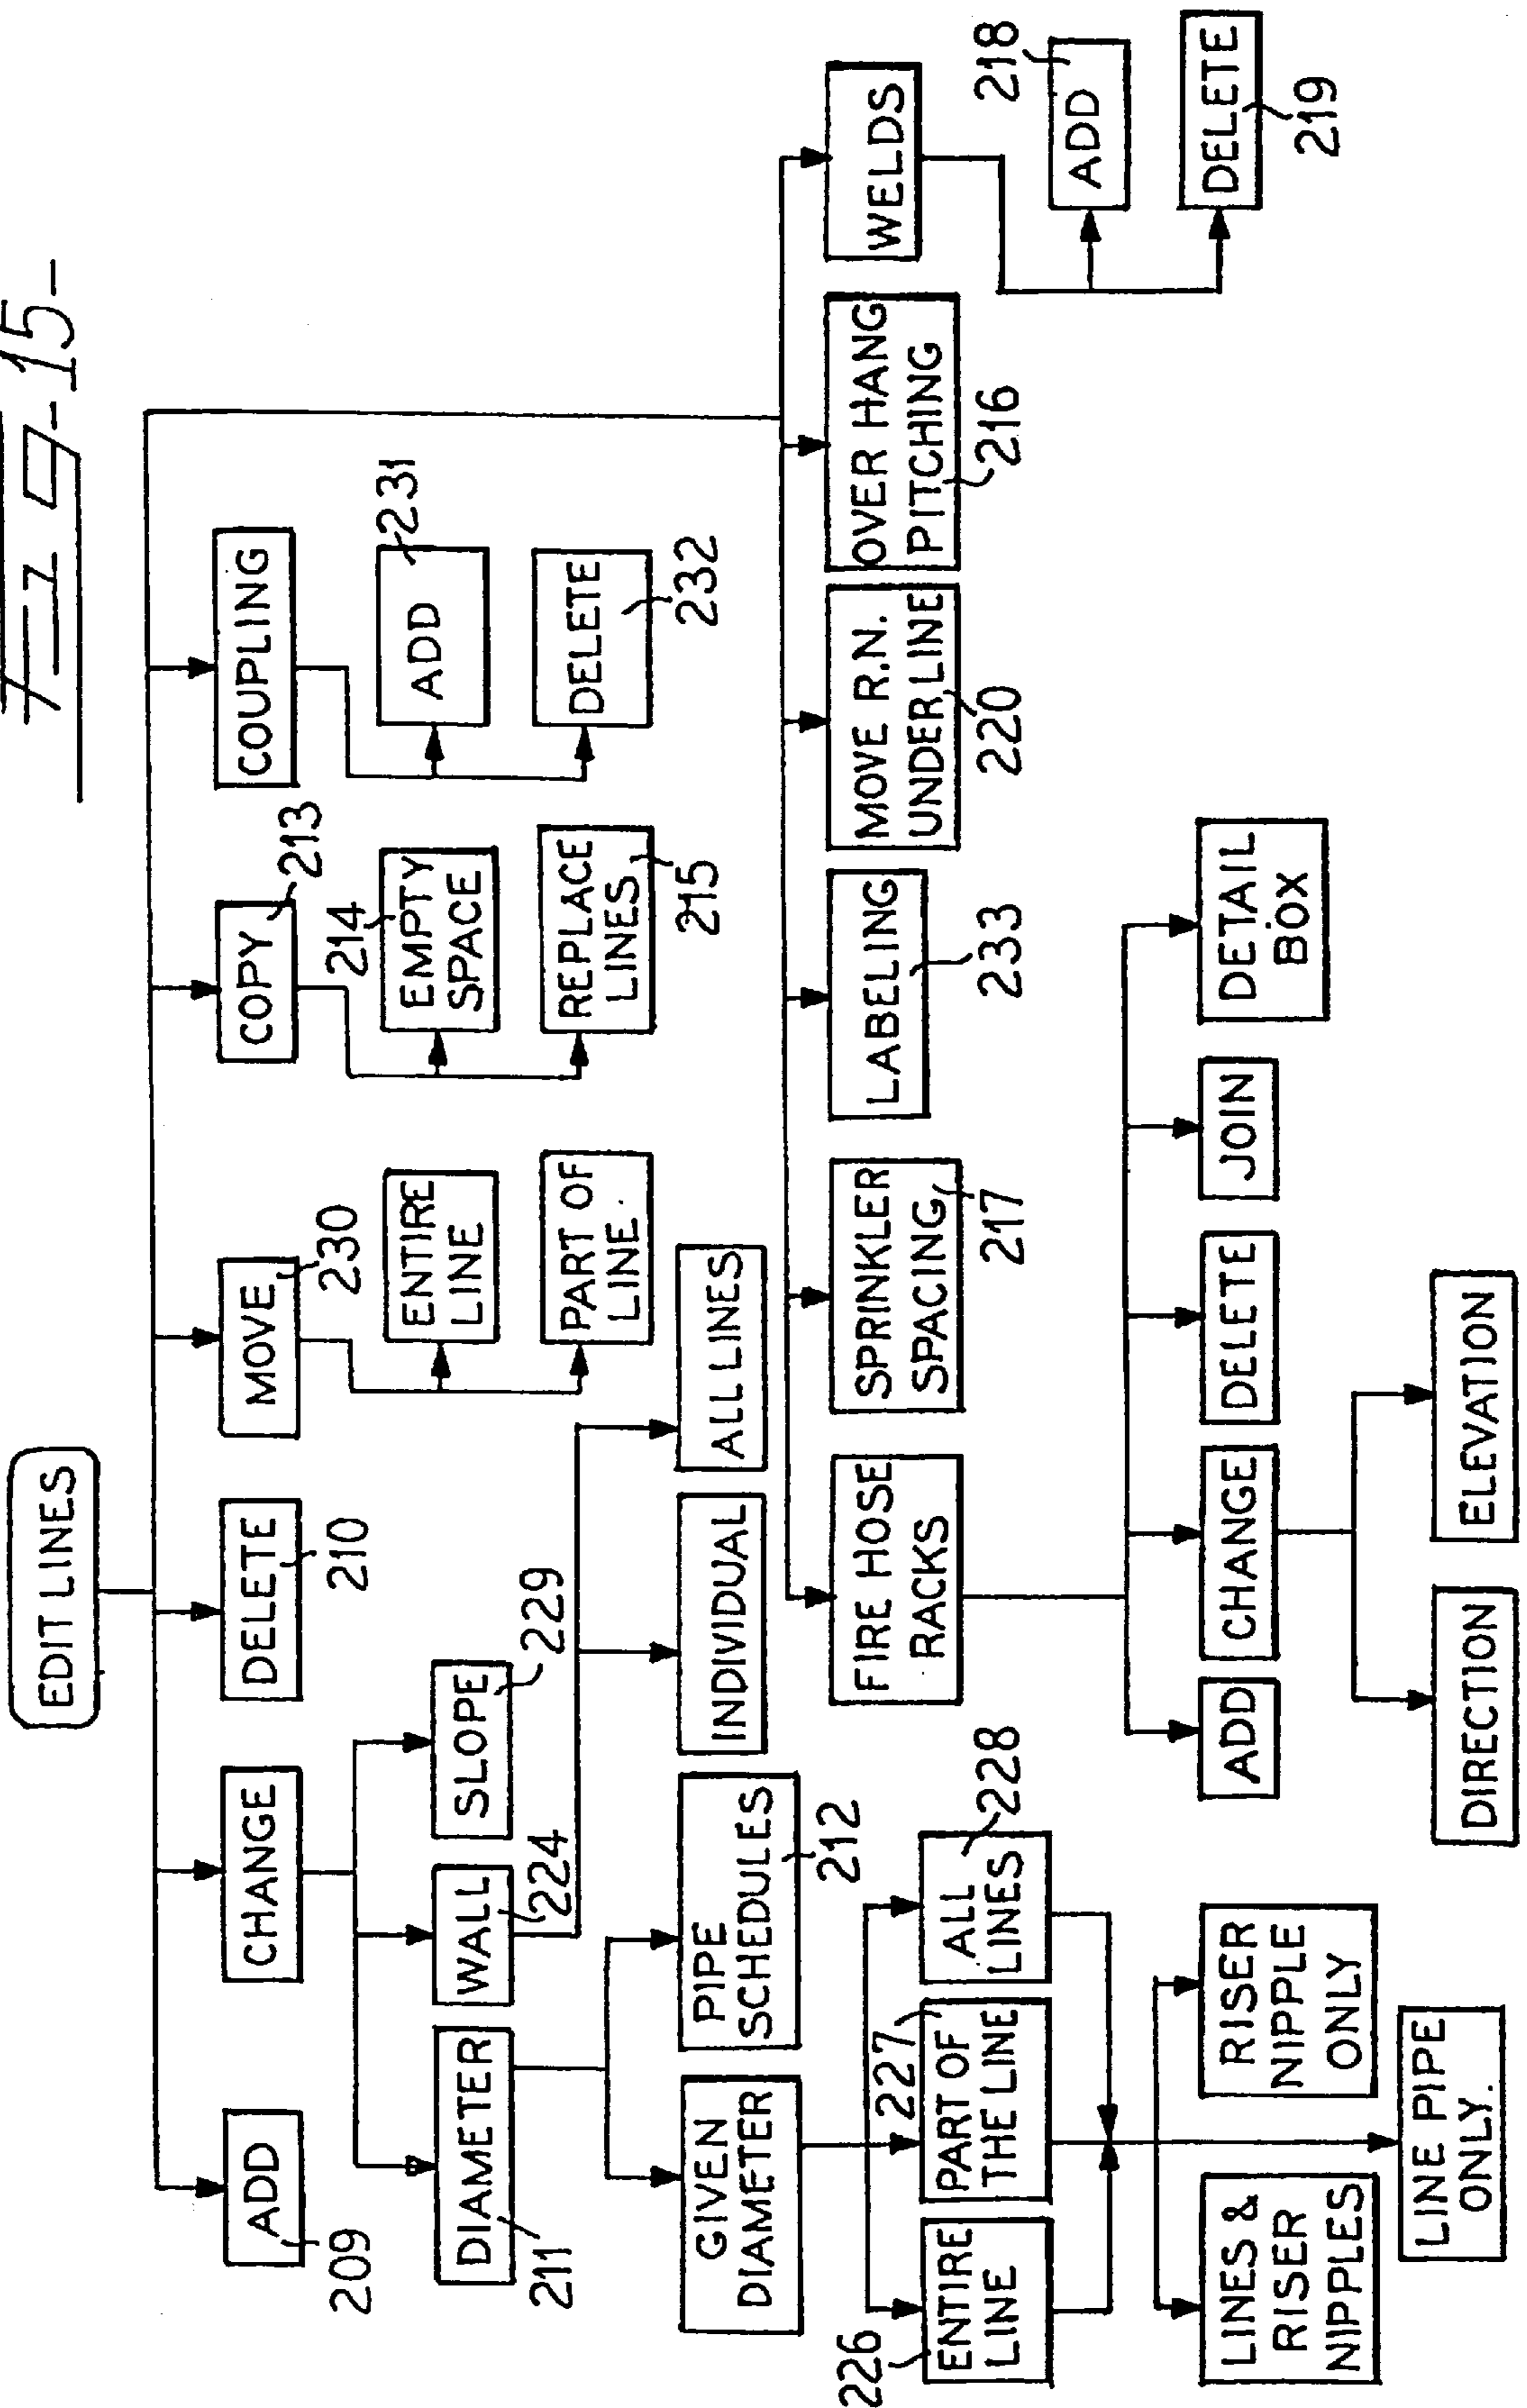 FIG-15-
EDIT LINES
ADD
209
CHANGE
DELETE
210
MOVE
230
COPY
213
COUPLING
DIAMETER
211
WALL
224
SLOPE
229
ENTIRE
LINE
PART OF
LINE.
214
EMPTY
SPACE
REPLACE
LINES
215
ADD
231
DELETE
232
GIVEN
DIAMETER
PIPE
SCHEDULES
212
INDIVIDUAL
ALL LINES
226
ENTIRE
LINE
227
PART OF
THE LINE
ALL
LINES
228
LINES &
RISER
NIPPLES
RISER
NIPPLE
ONLY
LINE PIPE
ONLY.
FIRE HOSE
RACKS
SPRINKLER
SPACING
217
LABELING
233
MOVE R.N.
UNDER LINE
220
OVER HANG
PITCHING
216
WELDS
ADD
218
DELETE
219
ADD
CHANGE
DELETE
JOIN
DETAIL
BOX
DIRECTION
ELEVATION